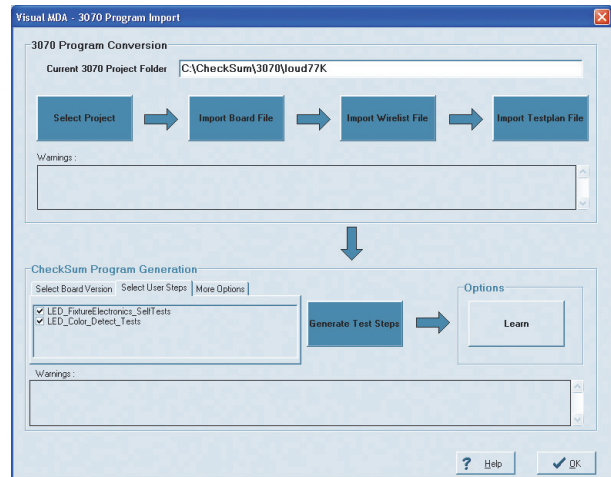 Visual MDA - 3070 Program Import
3070 Program Conversion
Current 3070 Project Folder C:\CheckSum\3070\loud77K
Select Project Import Board File Import Wirelist File Import Testplan File
Warnings :
CheckSum Program Generation
Select Board Version Select User Steps More Options
Options
LED_FixtureElectronics_SelfTests
LED_Color_Detect_Tests
Generate Test Steps
Learn
Warnings :
? Help OK